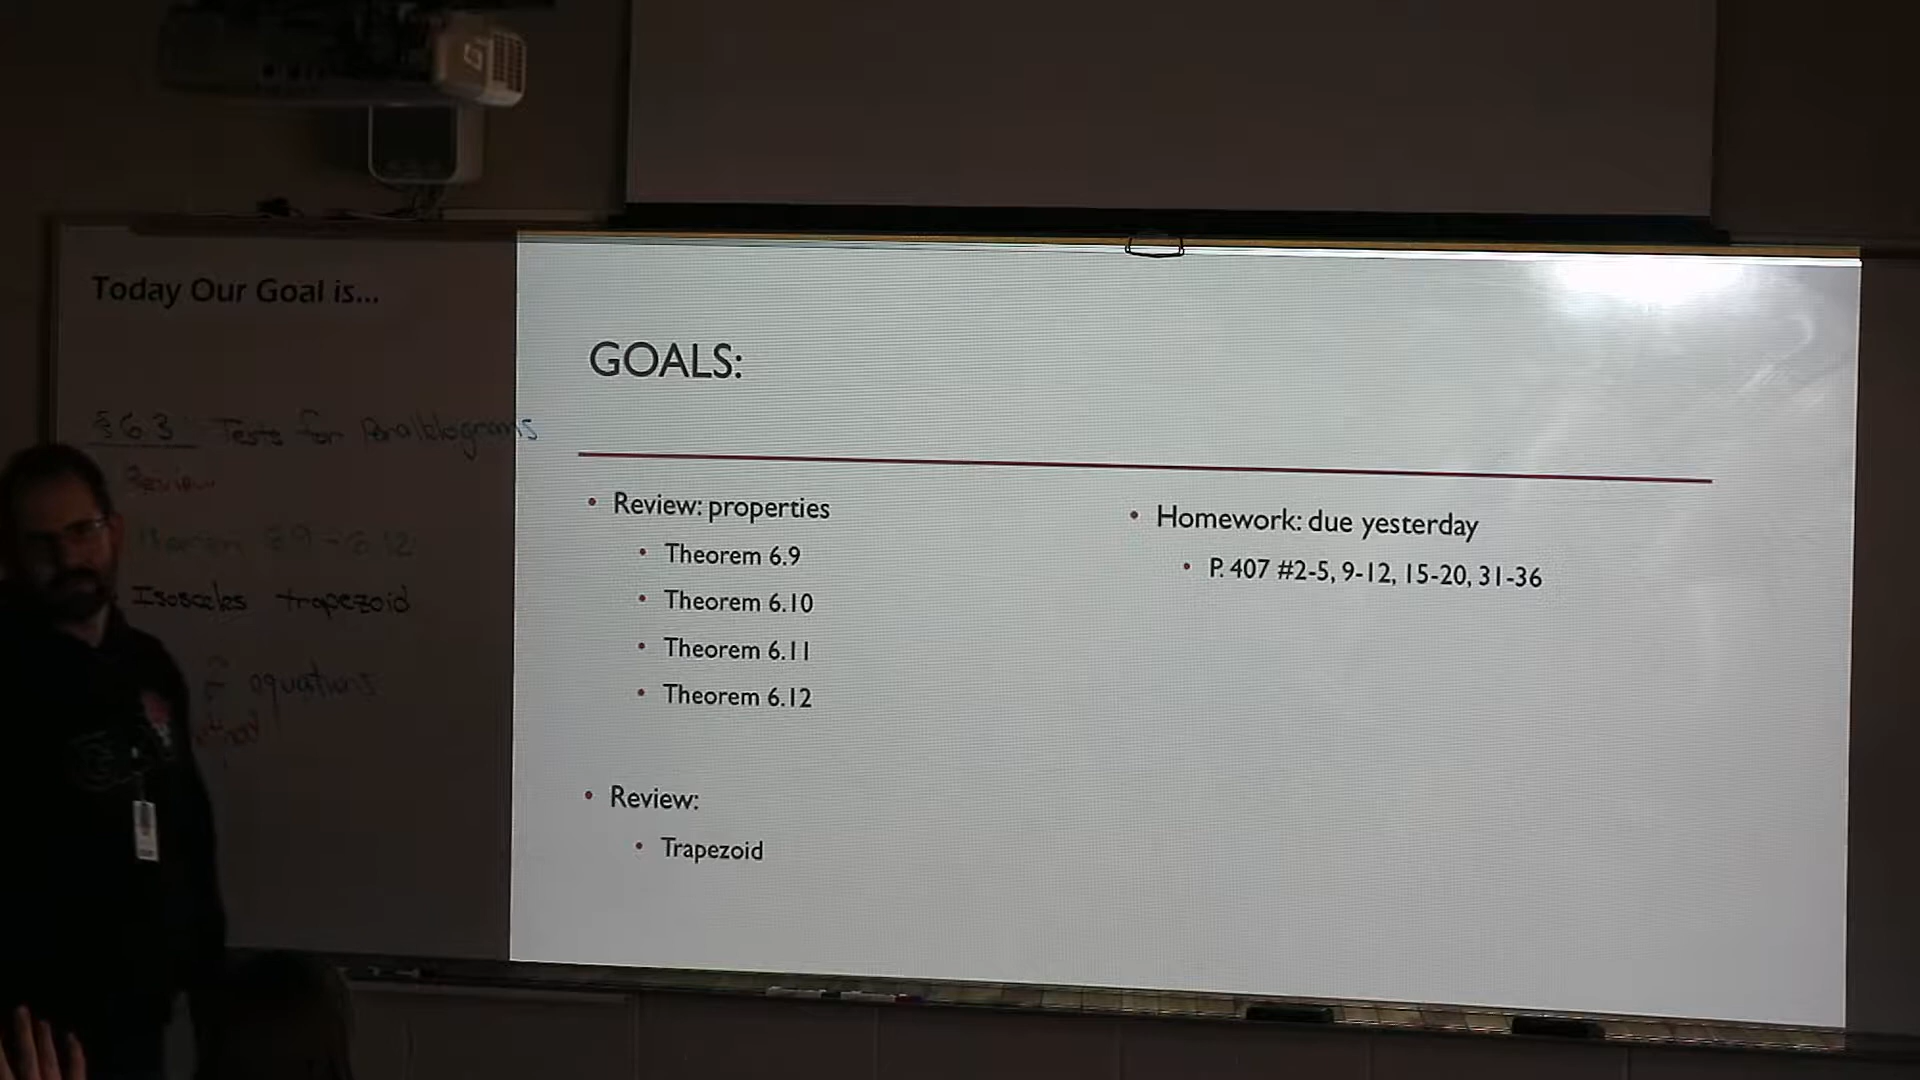 Today Our Goal is...
§ 6.3 Tests for Parallelograms
Review
Theorem 6.9 - 6.12
Isosceles trapezoid
2 equations
GOALS:
• Review: properties
• Theorem 6.9
• Theorem 6.10
• Theorem 6.11
• Theorem 6.12
• Review:
• Trapezoid
• Homework: due yesterday
• P. 407 #2-5, 9-12, 15-20, 31-36